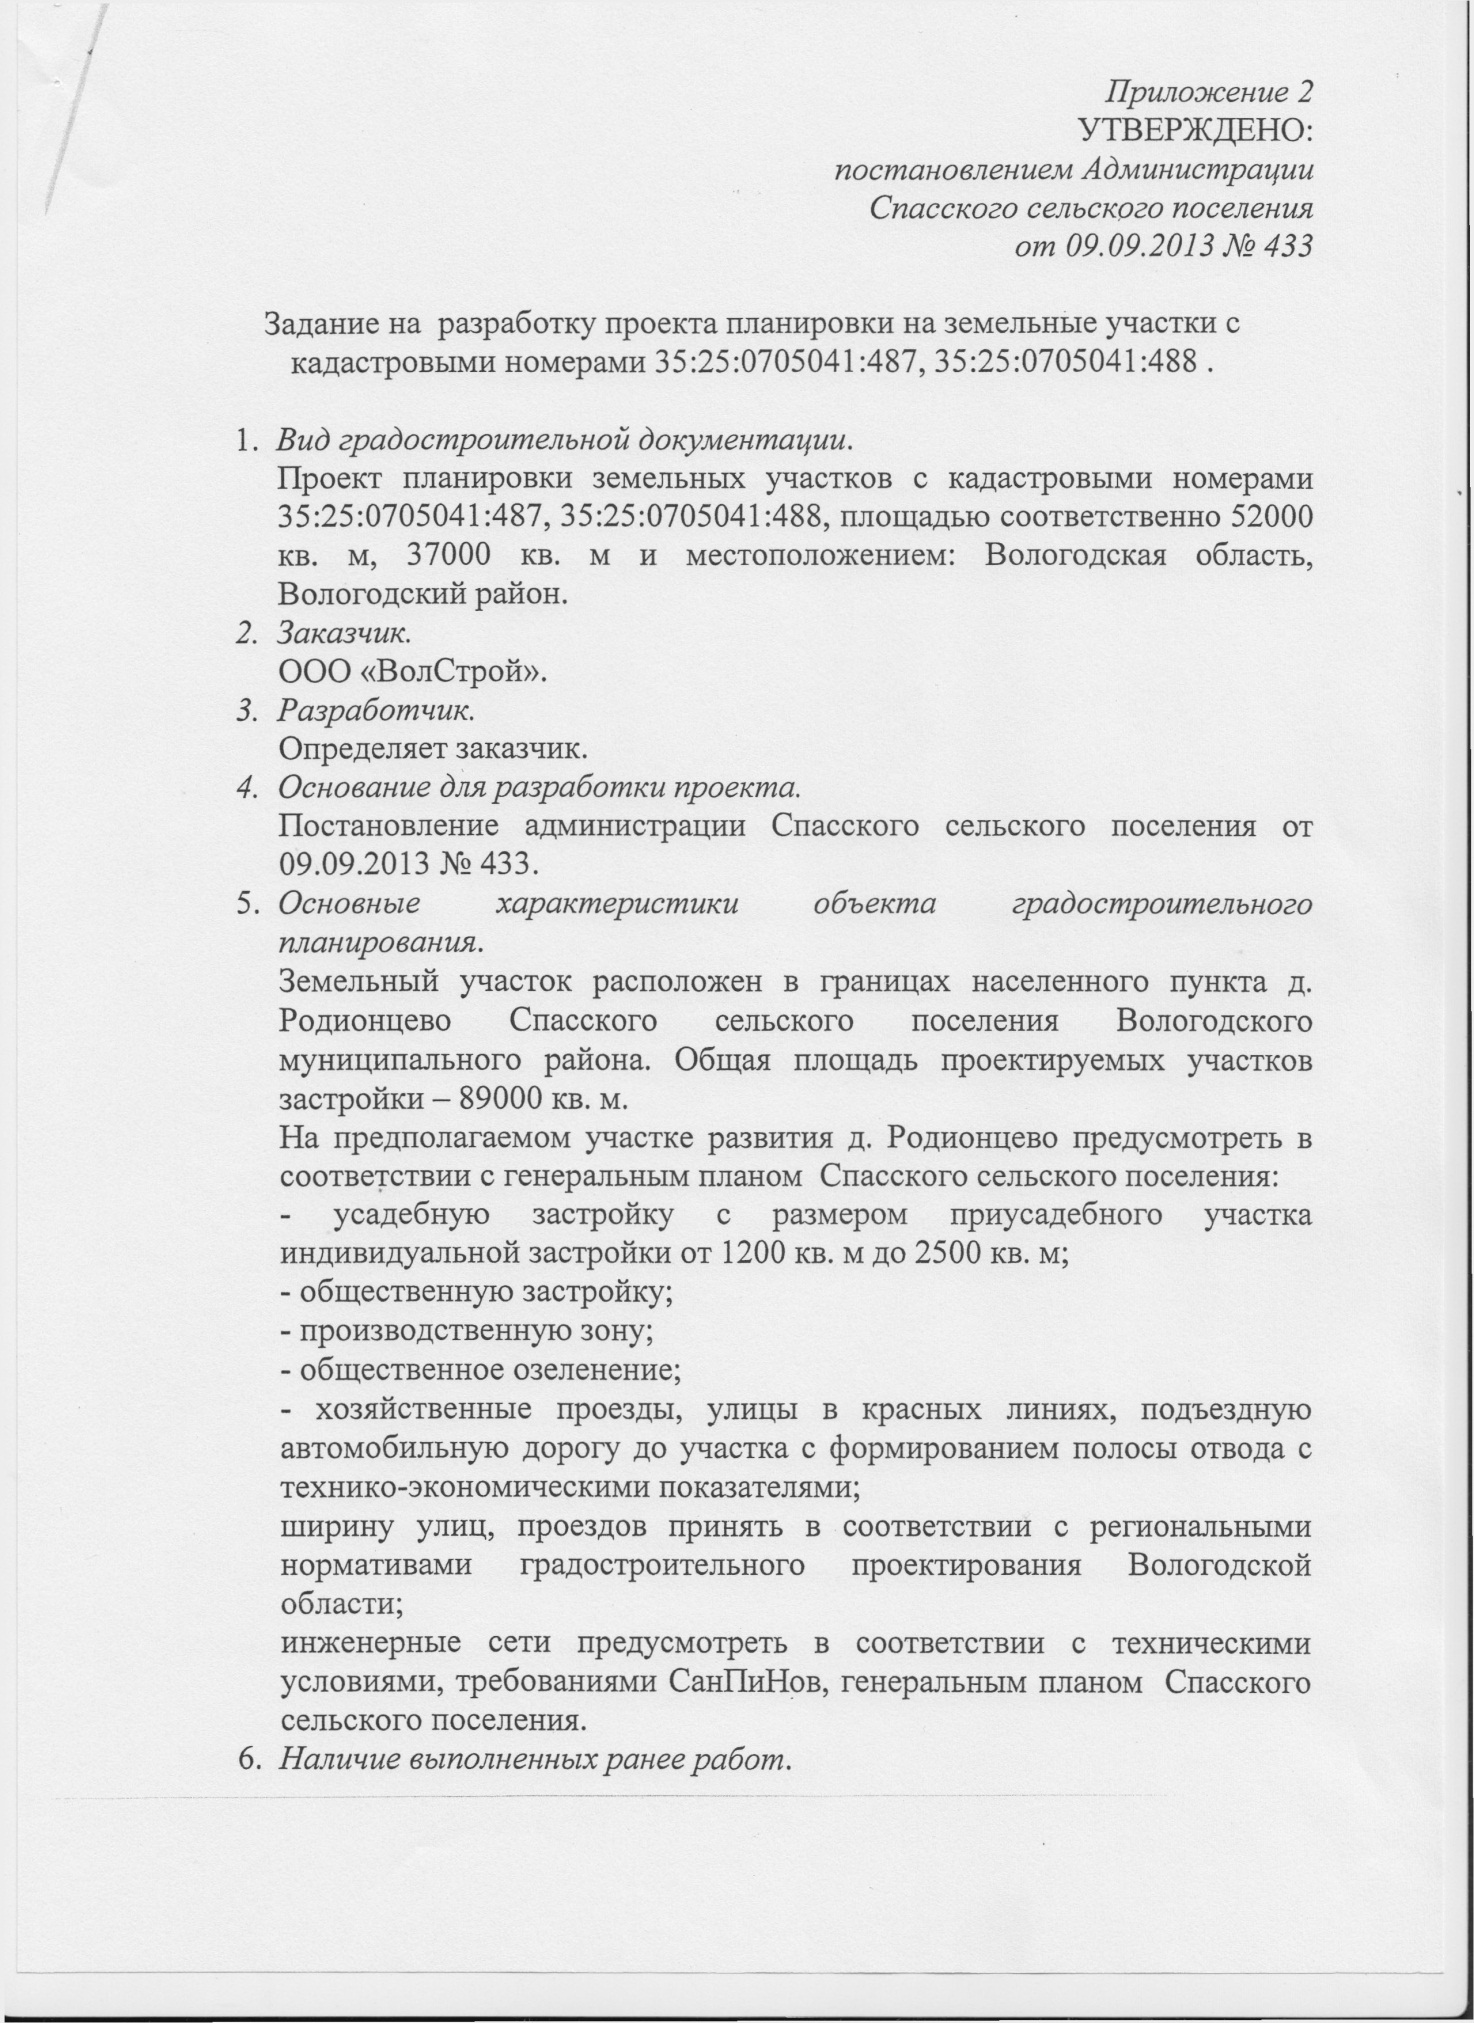 Приложение 2
УТВЕРЖДЕНО:
постановлением Администрации
Спасского сельского поселения
от 09.09.2013 № 433
Задание на разработку проекта планировки на земельные участки с
кадастровыми номерами 35:25:0705041:487, 35:25:0705041:488 .
1. Вид градостроительной документации.
Проект планировки земельных участков с кадастровыми номерами
35:25:0705041:487, 35:25:0705041:488, площадью соответственно 52000
кв. м, 37000 кв. м и местоположением: Вологодская область,
Вологодский район.
2. Заказчик.
ООО «ВолСтрой».
3. Разработчик.
Определяет заказчик.
4. Основание для разработки проекта.
Постановление администрации Спасского сельского поселения от
09.09.2013 № 433.
5. Основные характеристики объекта градостроительного
планирования.
Земельный участок расположен в границах населенного пункта д.
Родионцево Спасского сельского поселения Вологодского
муниципального района. Общая площадь проектируемых участков
застройки – 89000 кв. м.
На предполагаемом участке развития д. Родионцево предусмотреть в
соответствии с генеральным планом Спасского сельского поселения:
- усадебную застройку с размером приусадебного участка
индивидуальной застройки от 1200 кв. м до 2500 кв. м;
- общественную застройку;
- производственную зону;
- общественное озеленение;
- хозяйственные проезды, улицы в красных линиях, подъездную
автомобильную дорогу до участка с формированием полосы отвода с
технико-экономическими показателями;
ширину улиц, проездов принять в соответствии с региональными
нормативами градостроительного проектирования Вологодской
области;
инженерные сети предусмотреть в соответствии с техническими
условиями, требованиями СанПиНов, генеральным планом Спасского
сельского поселения.
6. Наличие выполненных ранее работ.